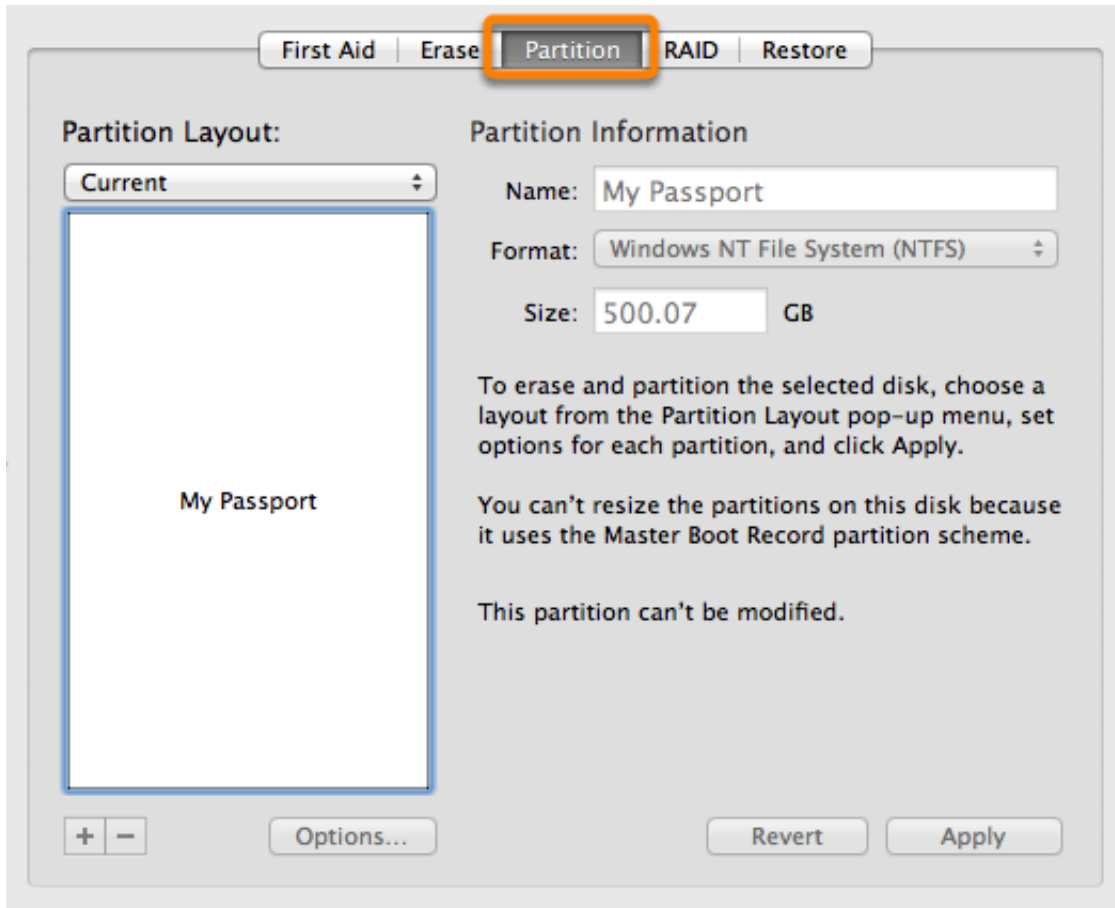 First Aid Erase Partition RAID Restore
Partition Layout:
Current
My Passport
+ − Options...
Partition Information
Name: My Passport
Format: Windows NT File System (NTFS)
Size: 500.07 GB
To erase and partition the selected disk, choose a
layout from the Partition Layout pop-up menu, set
options for each partition, and click Apply.
You can't resize the partitions on this disk because
it uses the Master Boot Record partition scheme.
This partition can't be modified.
Revert Apply